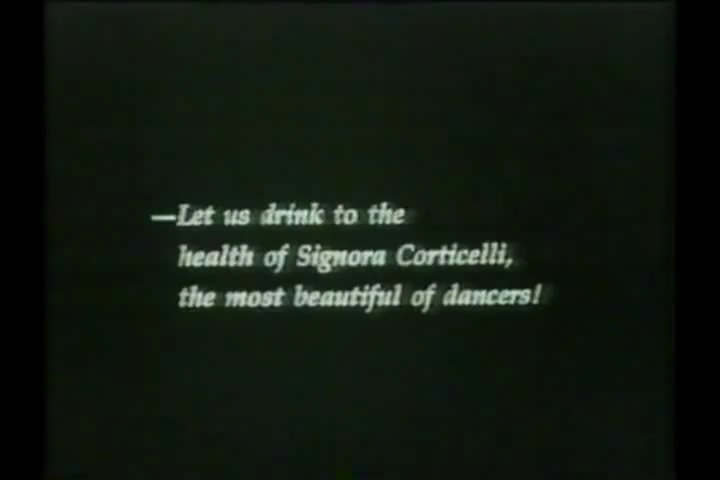 —Let us drink to the
health of Signora Corticelli,
the most beautiful of dancers!